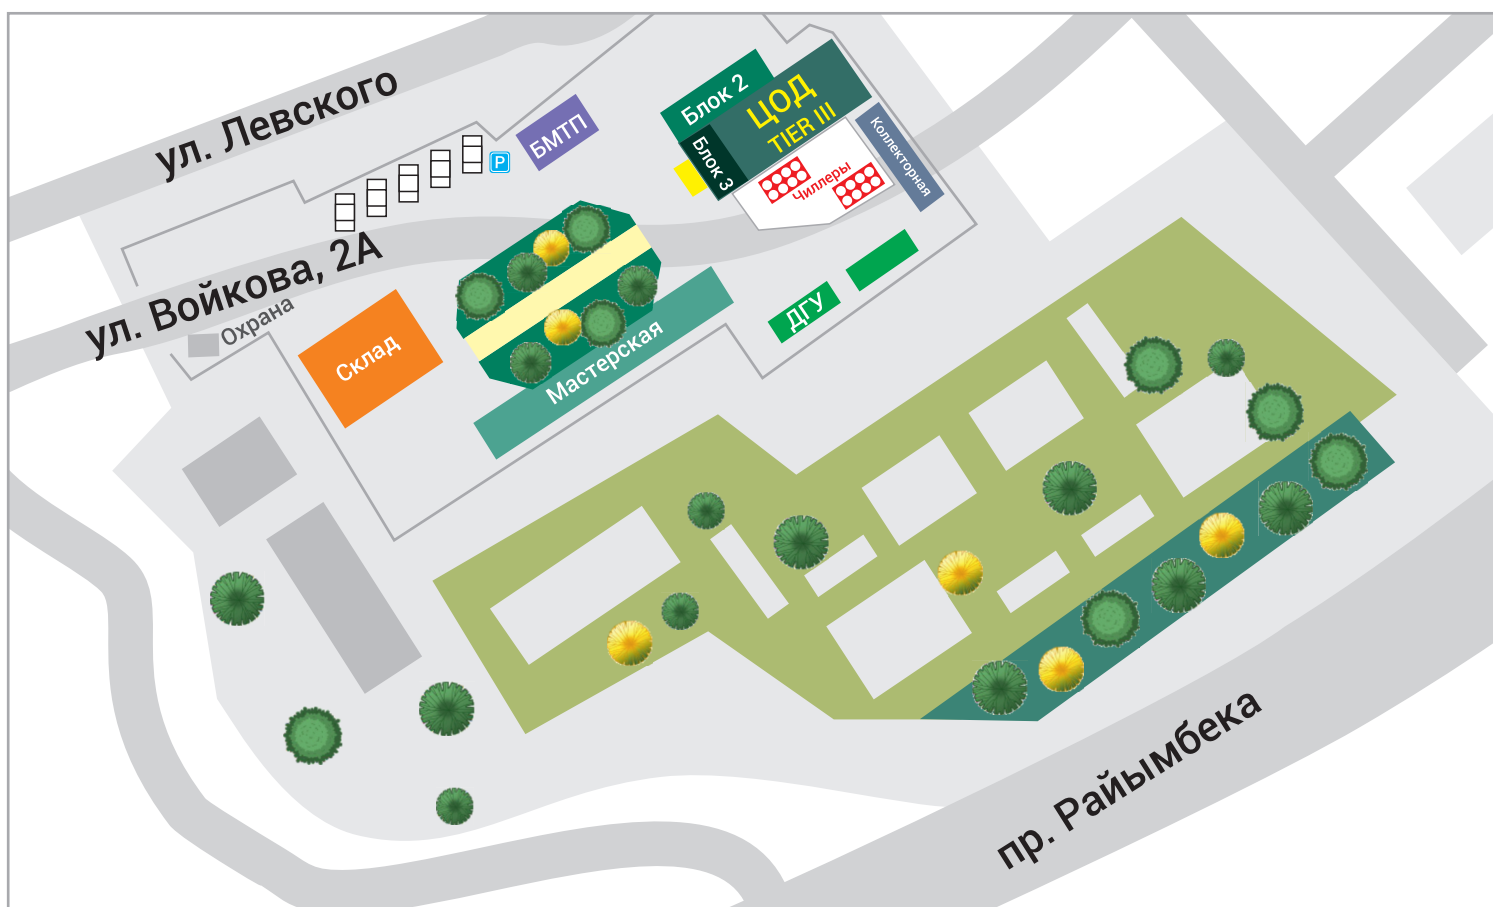 ул. Левского
БМТП
P
Блок 2
ЦОД
TIER III
Блок 3
Чиллеры
Коллекторная
ул. Войкова, 2А
Охрана
Склад
Мастерская
ДГУ
пр. Райымбека